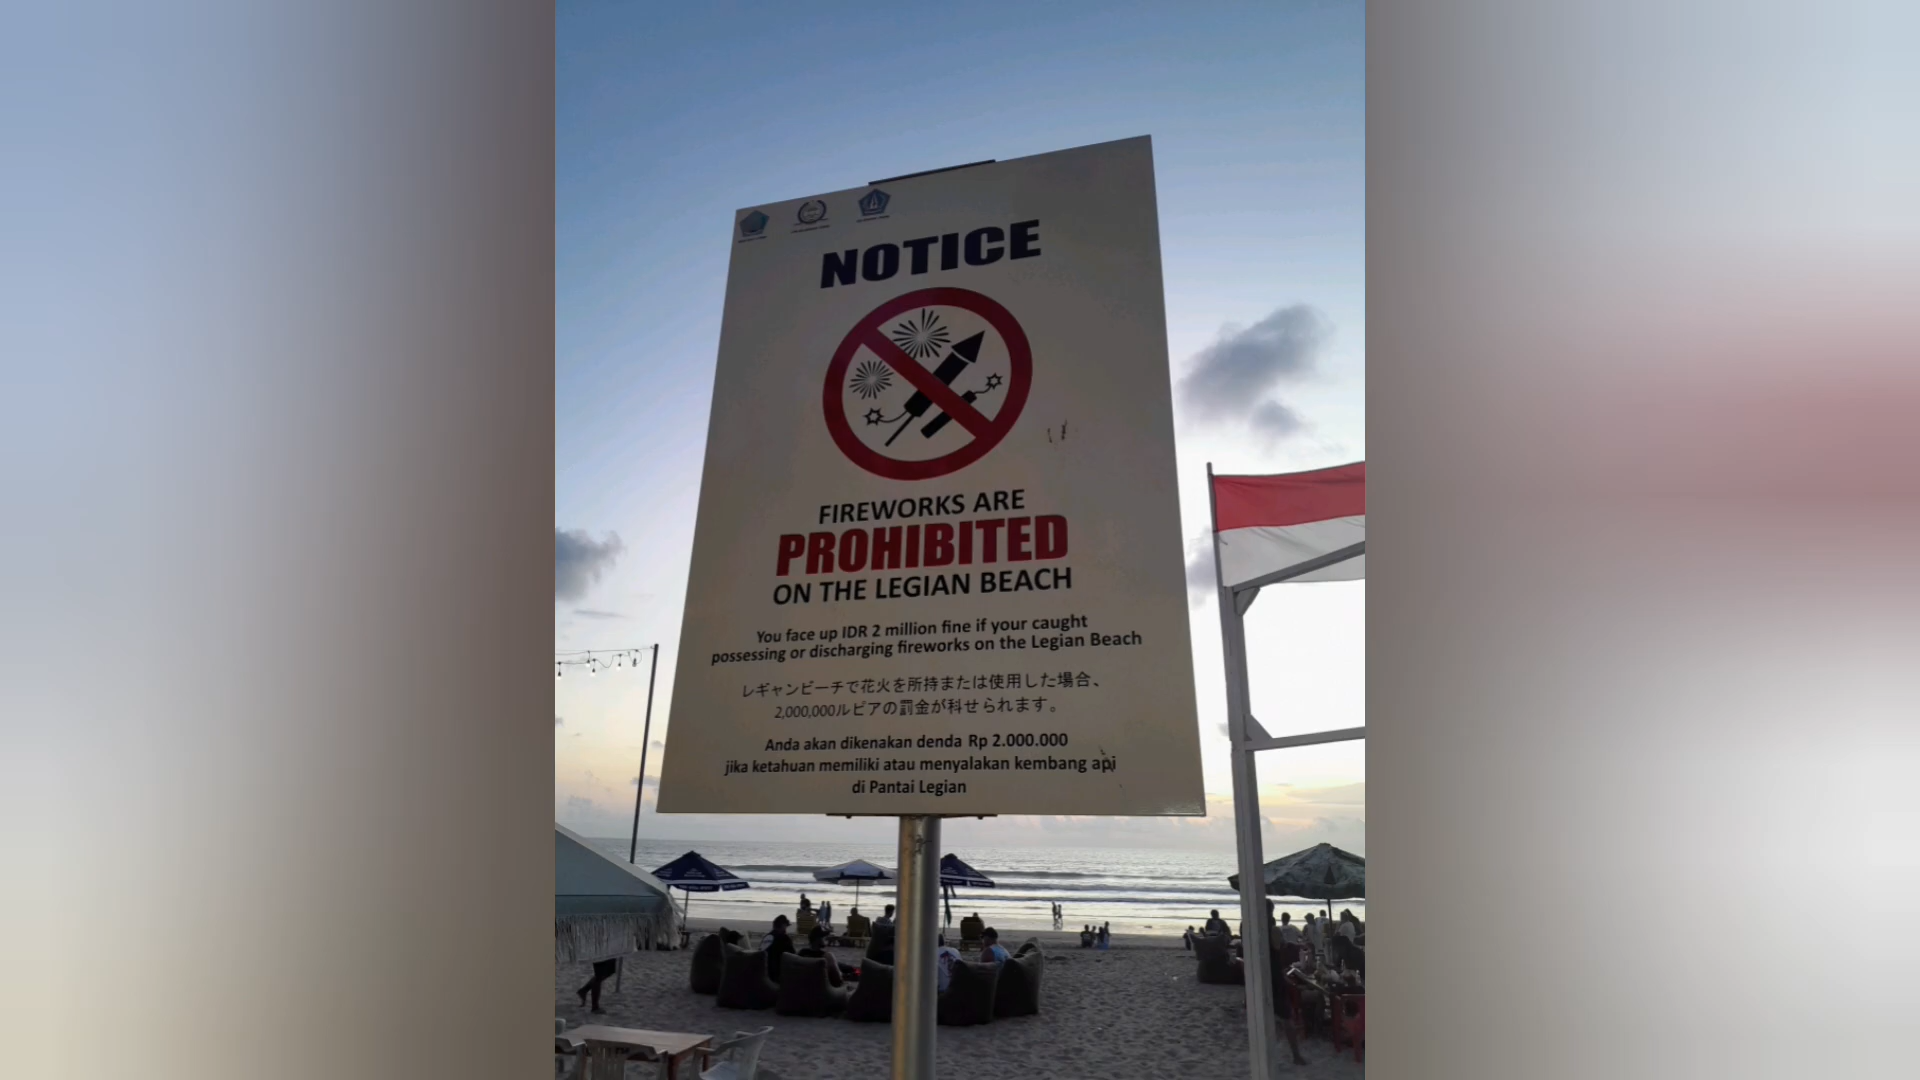 NOTICE
FIREWORKS ARE
PROHIBITED
ON THE LEGIAN BEACH
You face up IDR 2 million fine if your caught
possessing or discharging fireworks on the Legian Beach
レギャンビーチで花火を所持または使用した場合、
2,000,000ルピアの罰金が科せられます。
Anda akan dikenakan denda Rp 2.000.000
jika ketahuan memiliki atau menyalakan kembang api
di Pantai Legian